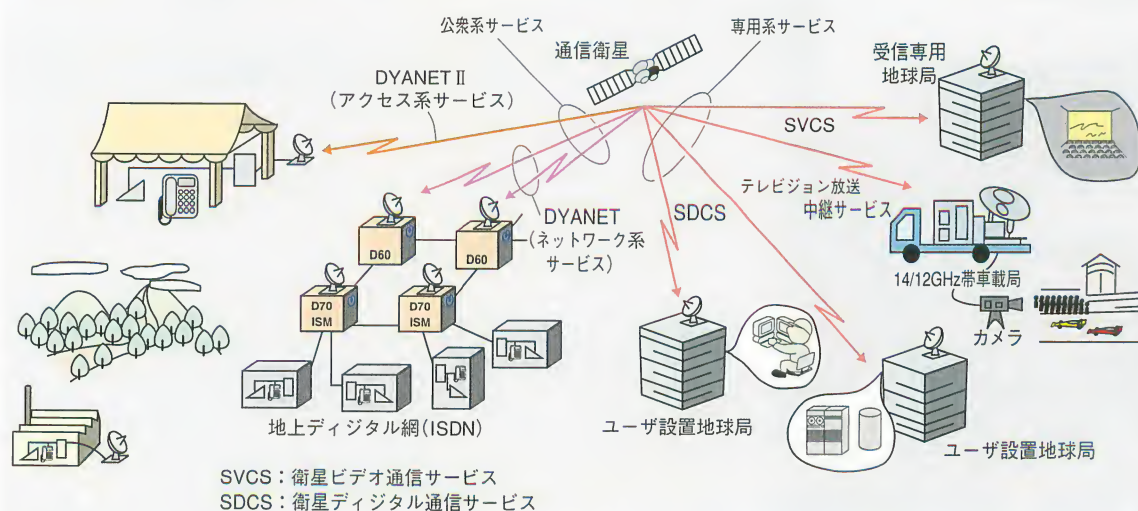 公衆系サービス
専用系サービス
通信衛星
受信専用
地球局
DYANET II
(アクセス系サービス)
SVCS
テレビジョン放送
中継サービス
SDCS
DYANET
(ネットワーク系
サービス)
D60
D60
14/12GHz帯車載局
D70
ISM
D70
ISM
カメラ
地上ディジタル網(ISDN)
ユーザ設置地球局
ユーザ設置地球局
SVCS：衛星ビデオ通信サービス
SDCS：衛星ディジタル通信サービス